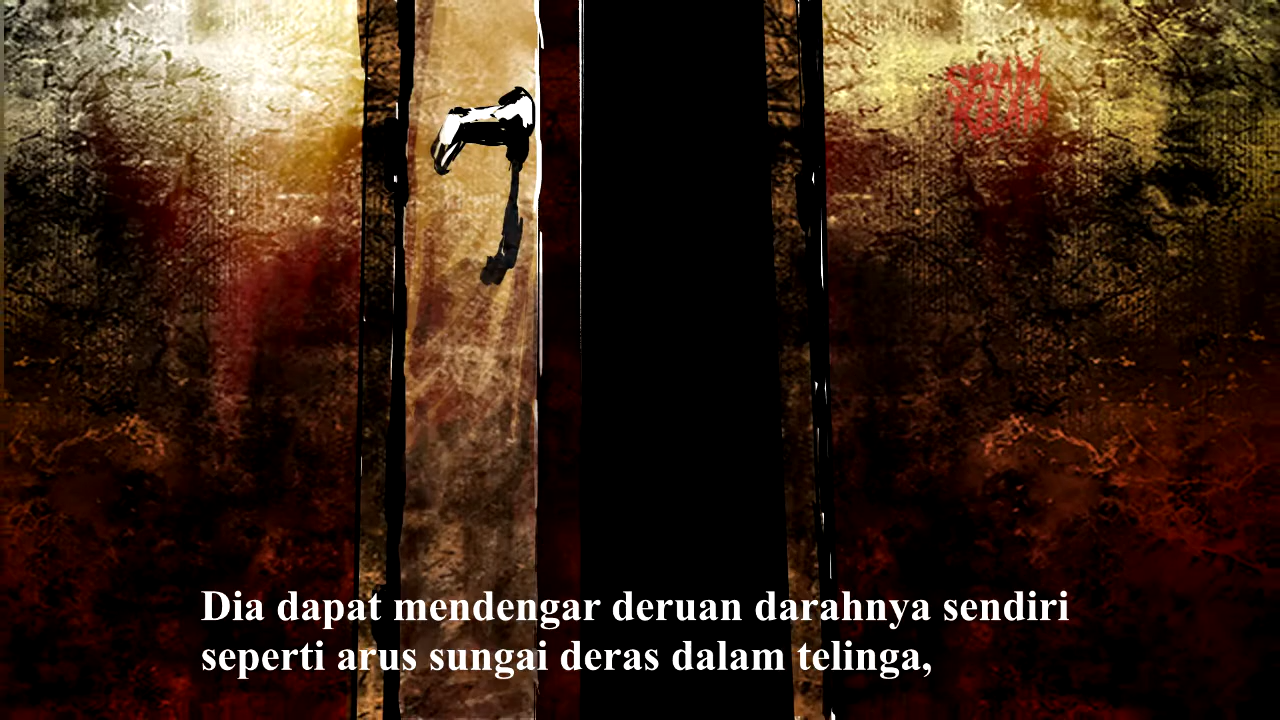 SERAM
KELAM
Dia dapat mendengar deruan darahnya sendiri
seperti arus sungai deras dalam telinga,